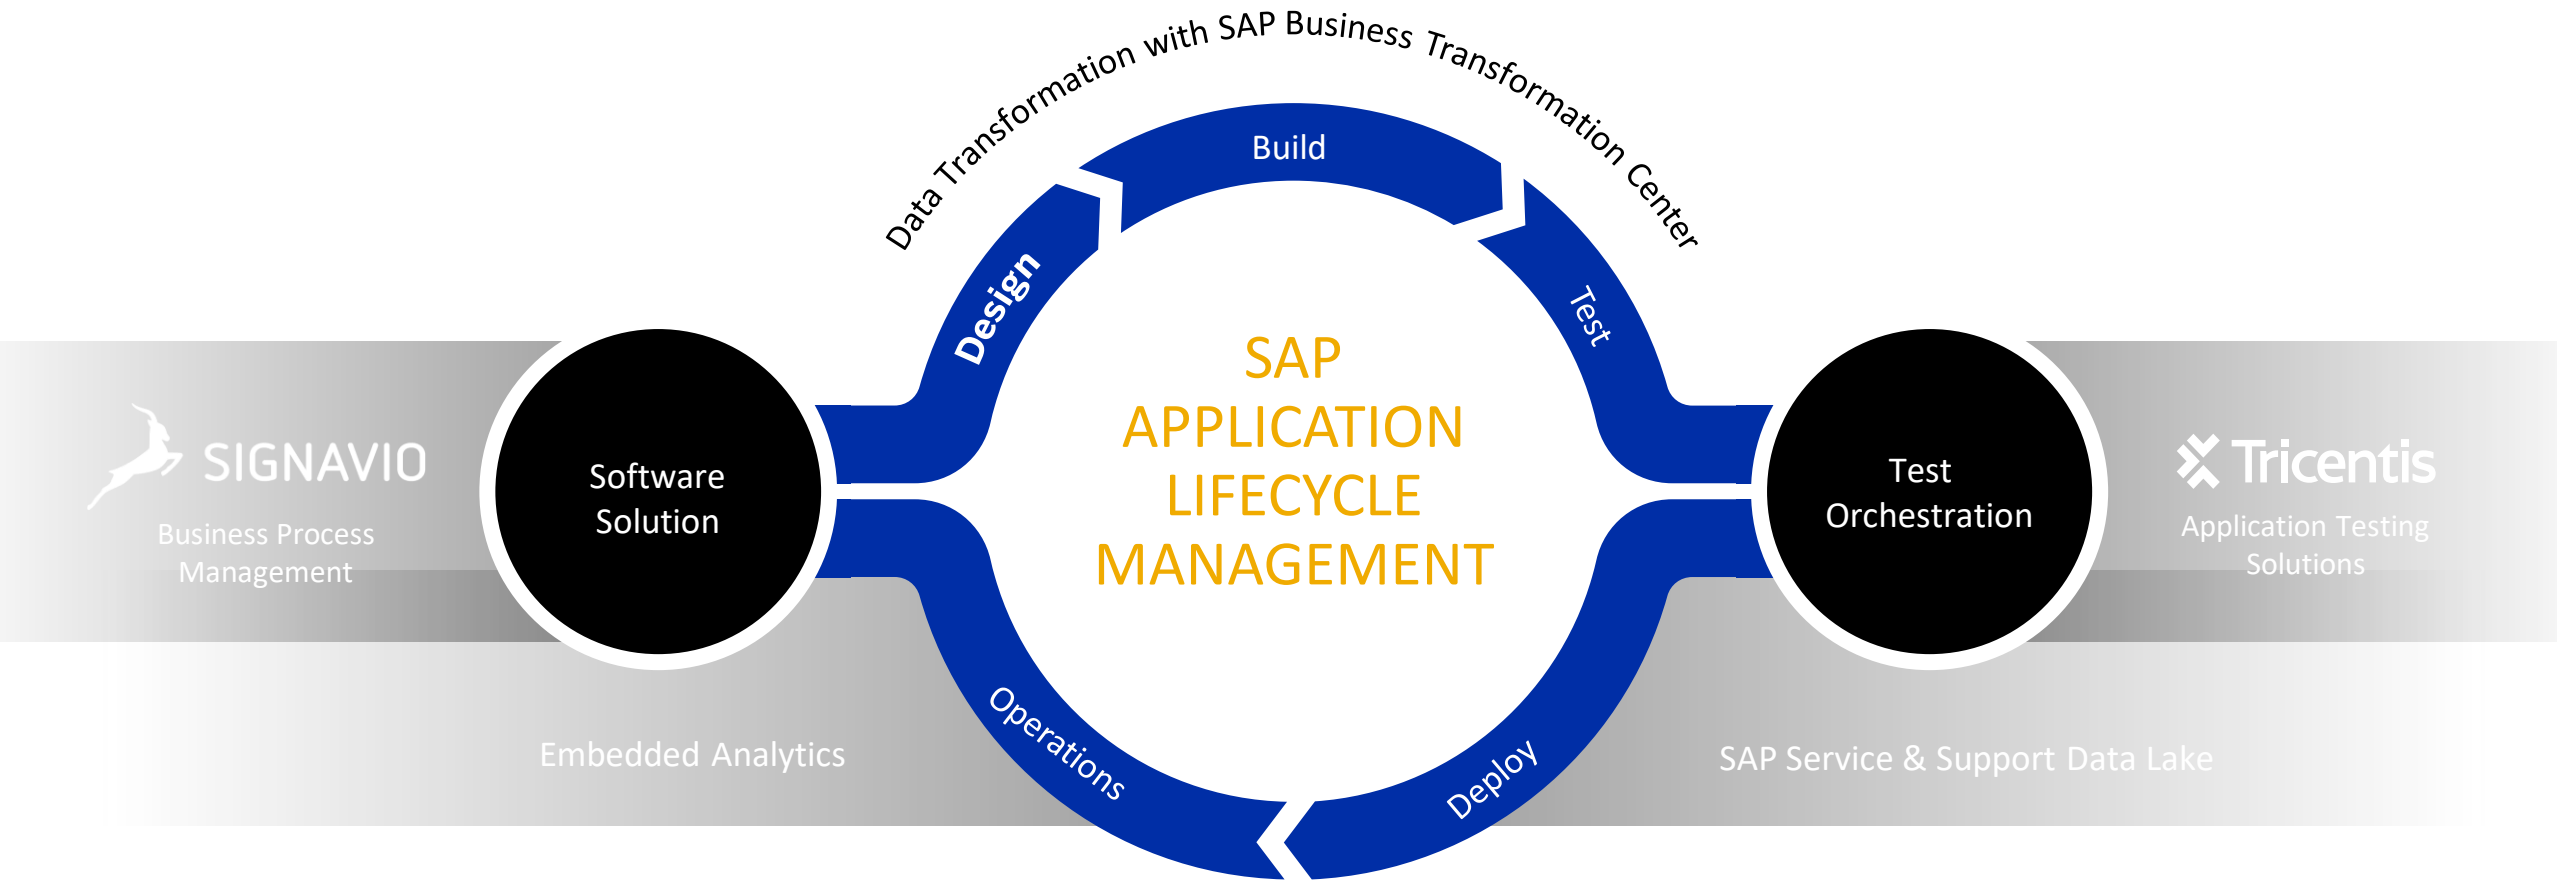 Data Transformation with SAP Business Transformation Center
Build
Design
Test
SAP
APPLICATION
LIFECYCLE
MANAGEMENT
SIGNAVIO
Business Process
Management
Software
Solution
Test
Orchestration
Tricentis
Application Testing
Solutions
Operations
Deploy
Embedded Analytics
SAP Service & Support Data Lake